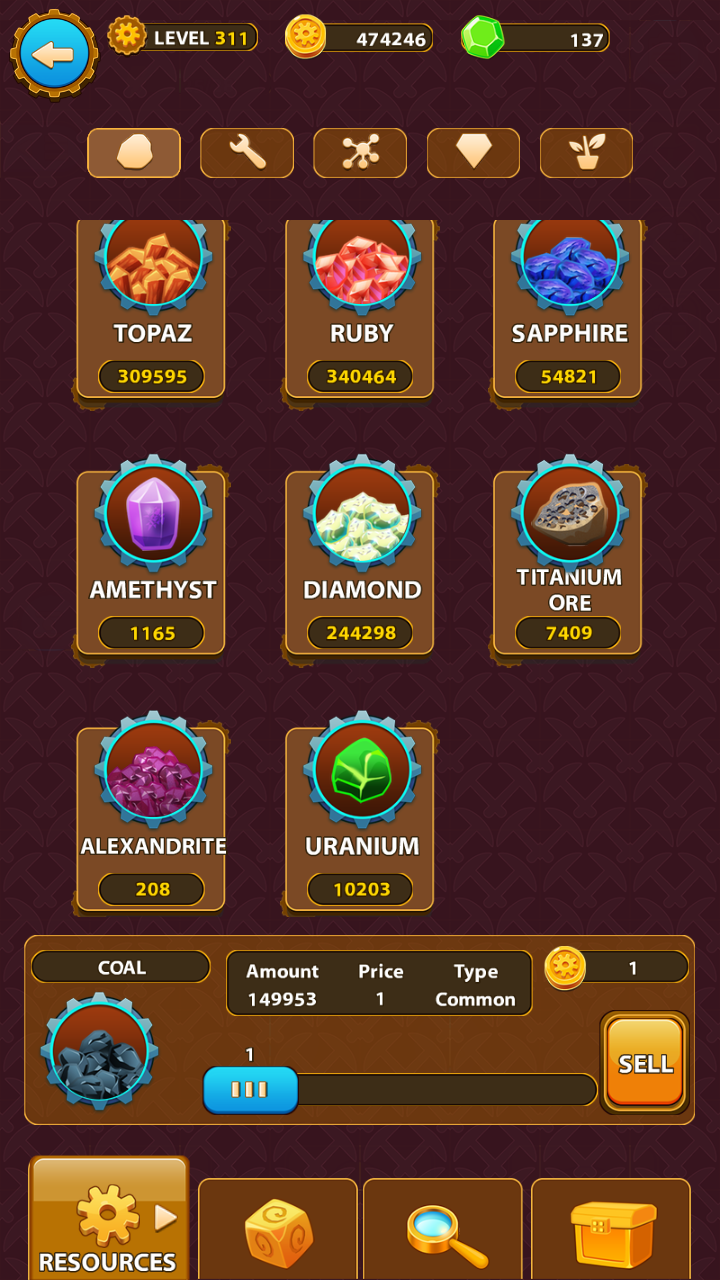 LEVEL 311
474246
137
TOPAZ
309595
RUBY
340464
SAPPHIRE
54821
AMETHYST
1165
DIAMOND
244298
TITANIUM
ORE
7409
ALEXANDRITE
208
URANIUM
10203
COAL
Amount Price Type
149953 1 Common
1
1
SELL
RESOURCES